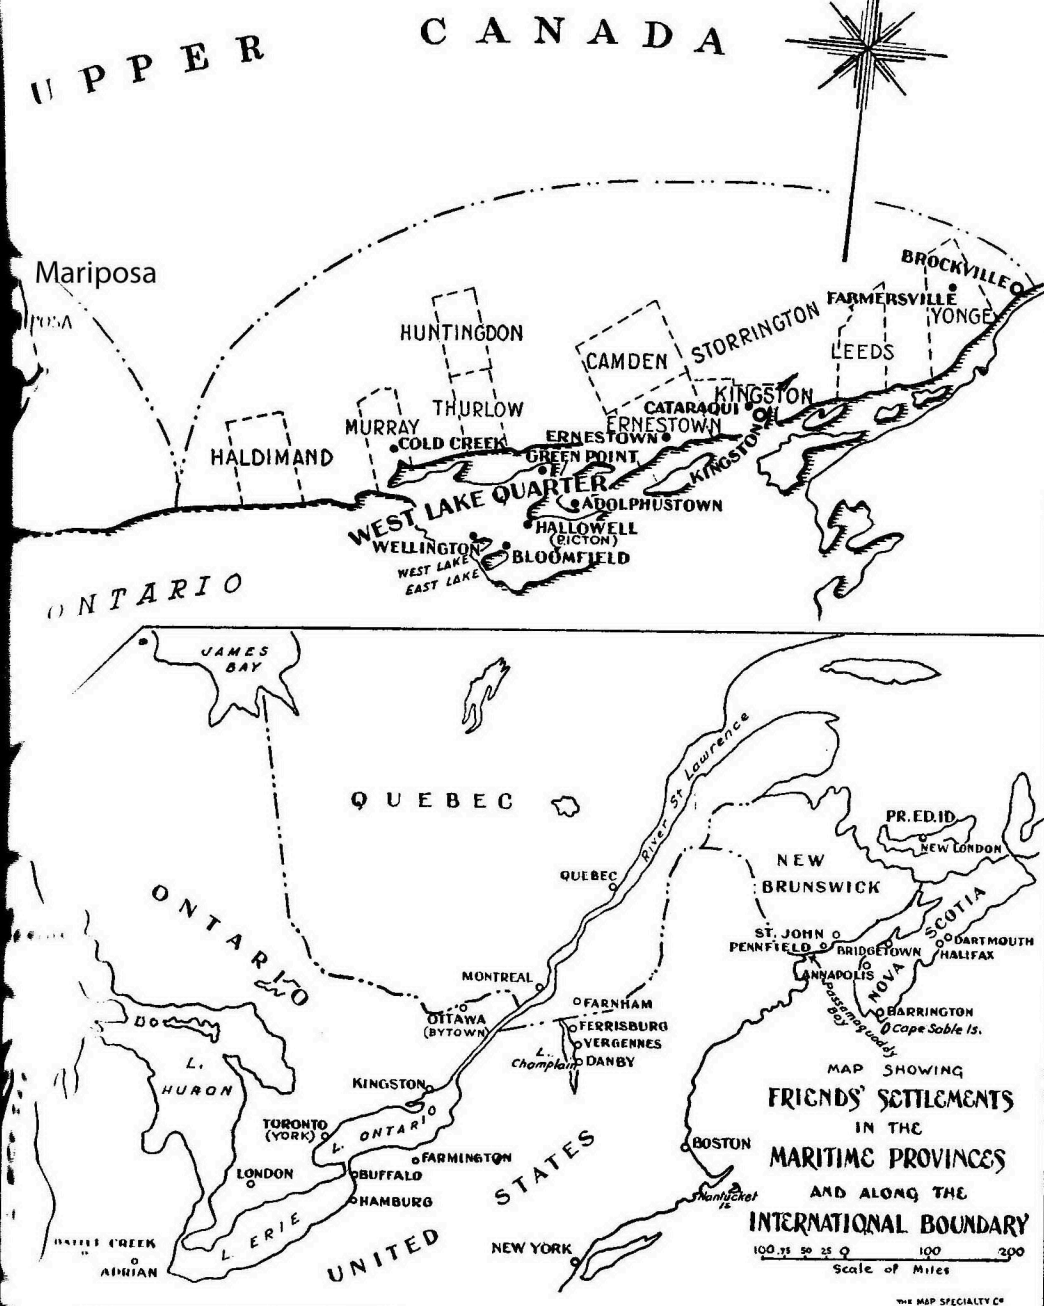 UPPER CANADA
Mariposa
POSA
HALDIMAND
MURRAY
COLD CREEK
HUNTINGDON
THURLOW
CAMDEN
STORRINGTON
BROCKVILLE
FARMERSVILLE
YONGE
LEEDS
KINGSTON
CATARAQUI
ERNESTOWN
ERNESTOWN
GREEN POINT
KINGSTON
WEST LAKE QUARTER
ADOLPHUSTOWN
HALLOWELL
(PICTON)
WELLINGTON
BLOOMFIELD
WEST LAKE
EAST LAKE
ONTARIO
JAMES
BAY
QUEBEC
River St Lawrence
PR. ED. ID.
NEW LONDON
NEW
BRUNSWICK
QUEBEC
ONTARIO
NOVA SCOTIA
ST. JOHN
PENNFIELD
BRIDGETOWN
DARTMOUTH
HALIFAX
ANNAPOLIS
Passamaquoddy
Bay
BARRINGTON
Cape Sable Is.
MONTREAL
OTTAWA
(BYTOWN)
FARNHAM
FERRISBURG
VERGENNES
L.
Champlain
DANBY
L.
HURON
KINGSTON
TORONTO
(YORK)
L. ONTARIO
LONDON
FARMINGTON
BUFFALO
HAMBURG
L. ERIE
UNITED STATES
BOSTON
Nantucket
Is
NEW YORK
BATTLE CREEK
ADRIAN
MAP SHOWING
FRIENDS' SETTLEMENTS
IN THE
MARITIME PROVINCES
AND ALONG THE
INTERNATIONAL BOUNDARY
100 75 50 25 0 100 200
Scale of Miles
THE MAP SPECIALTY Co